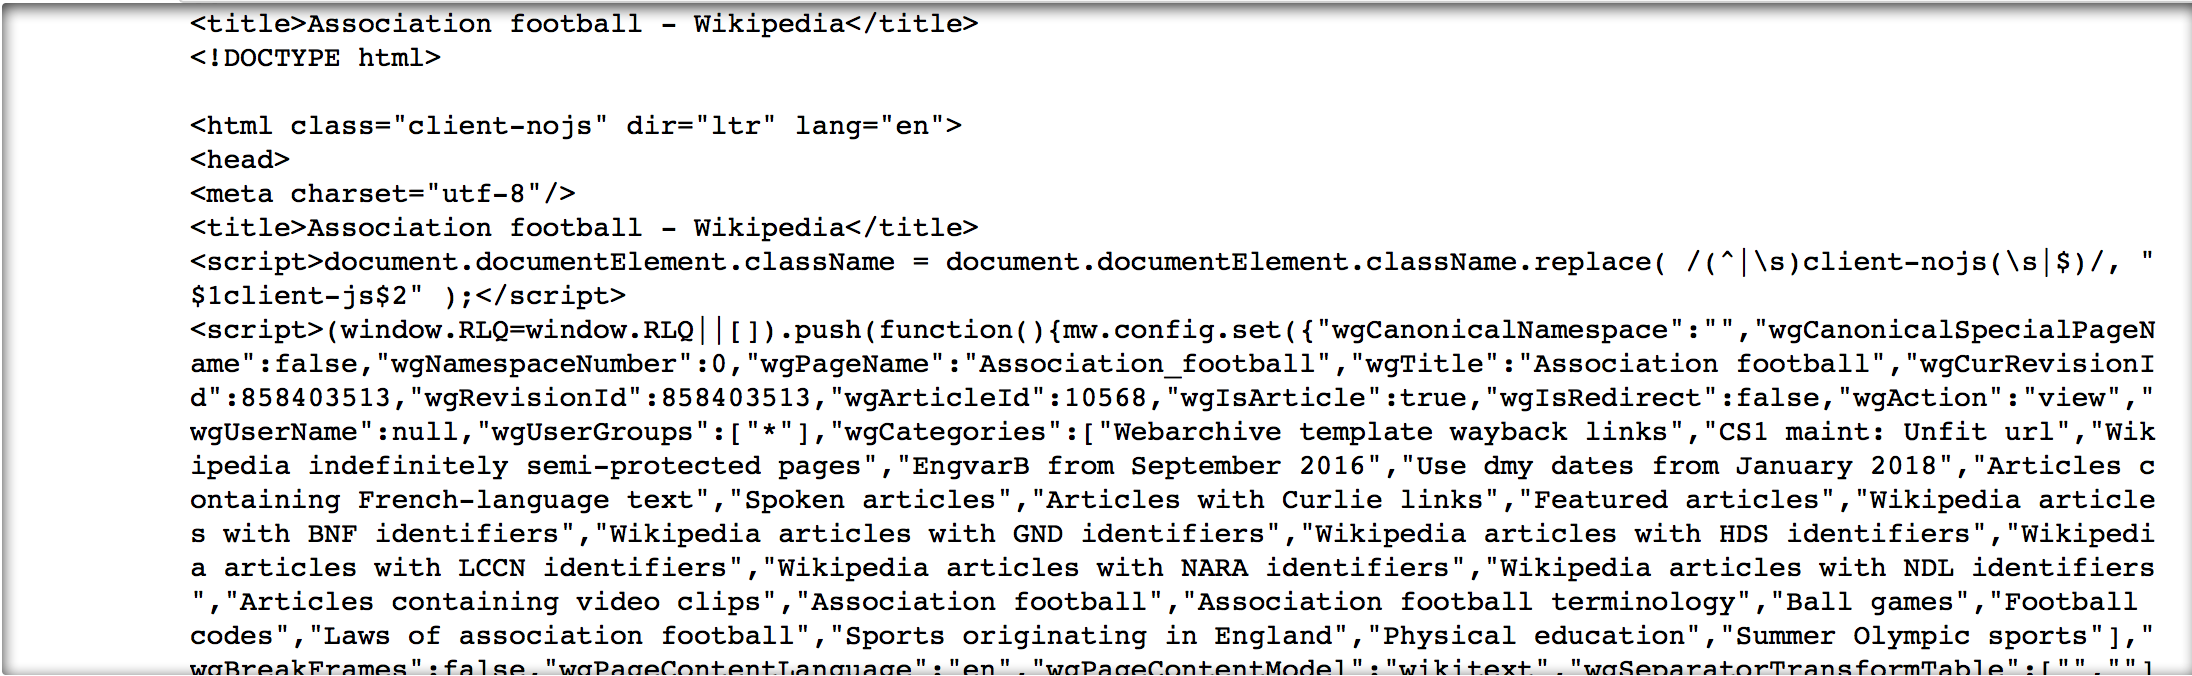 <title>Association football - Wikipedia</title>
<!DOCTYPE html>
<html class="client-nojs" dir="ltr" lang="en">
<head>
<meta charset="utf-8"/>
<title>Association football - Wikipedia</title>
<script>document.documentElement.className = document.documentElement.className.replace( /(^|\s)client-nojs(\s|$)/, "
$1client-js$2" );</script>
<script>(window.RLQ=window.RLQ||[]).push(function(){mw.config.set({"wgCanonicalNamespace":"","wgCanonicalSpecialPageN
ame":false,"wgNamespaceNumber":0,"wgPageName":"Association_football","wgTitle":"Association football","wgCurRevisionI
d":858403513,"wgRevisionId":858403513,"wgArticleId":10568,"wgIsArticle":true,"wgIsRedirect":false,"wgAction":"view","
wgUserName":null,"wgUserGroups":["*"],"wgCategories":["Webarchive template wayback links","CS1 maint: Unfit url","Wik
ipedia indefinitely semi-protected pages","EngvarB from September 2016","Use dmy dates from January 2018","Articles c
ontaining French-language text","Spoken articles","Articles with Curlie links","Featured articles","Wikipedia article
s with BNF identifiers","Wikipedia articles with GND identifiers","Wikipedia articles with HDS identifiers","Wikipedi
a articles with LCCN identifiers","Wikipedia articles with NARA identifiers","Wikipedia articles with NDL identifiers
","Articles containing video clips","Association football","Association football terminology","Ball games","Football
codes","Laws of association football","Sports originating in England","Physical education","Summer Olympic sports"],"
wgBreakFrames":false,"wgPageContentLanguage":"en","wgPageContentModel":"wikitext","wgSeparatorTransformTable":["",""]